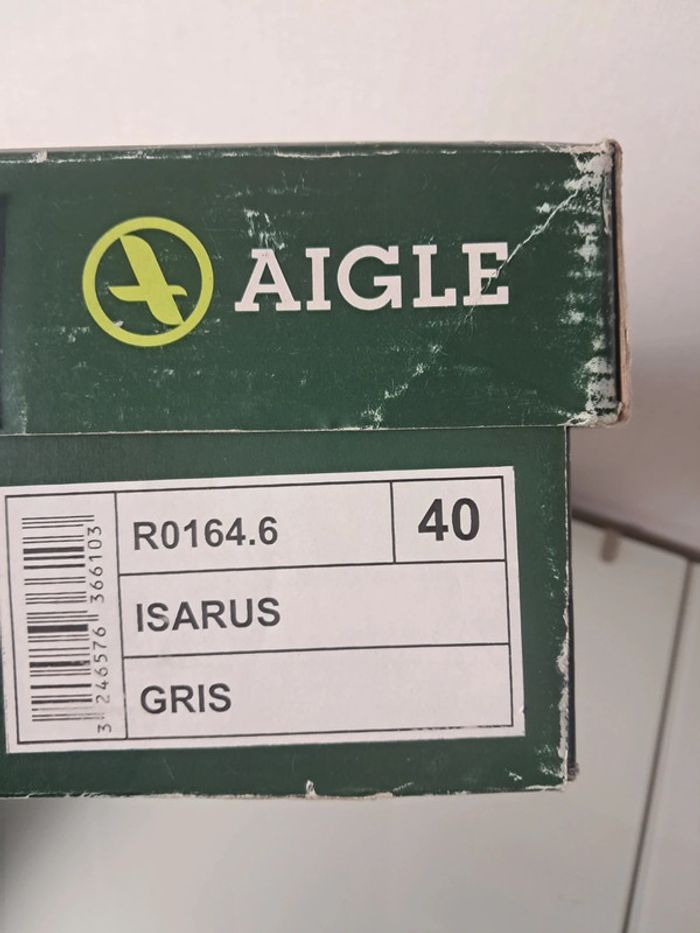 AIGLE
R0164.6
40
ISARUS
GRIS
3 246576 366103